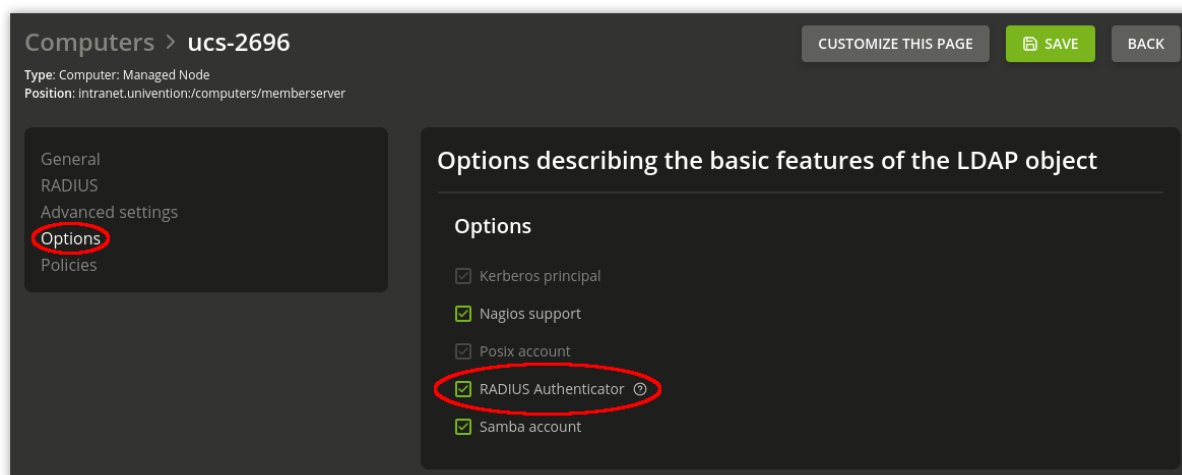 Computers > ucs-2696
CUSTOMIZE THIS PAGE
SAVE
BACK
Type: Computer: Managed Node
Position: intranet.univention:/computers/memberserver
General
RADIUS
Advanced settings
Options
Policies
Options describing the basic features of the LDAP object
Options
Kerberos principal
Nagios support
Posix account
RADIUS Authenticator
Samba account